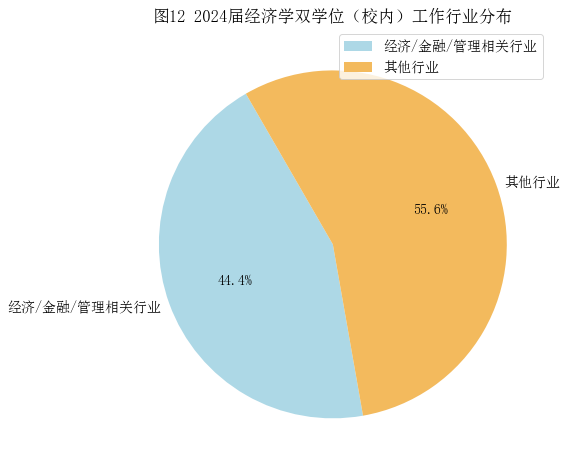 图12 2024届经济学双学位（校内）工作行业分布
经济/金融/管理相关行业
其他行业
其他行业
55.6%
44.4%
经济/金融/管理相关行业